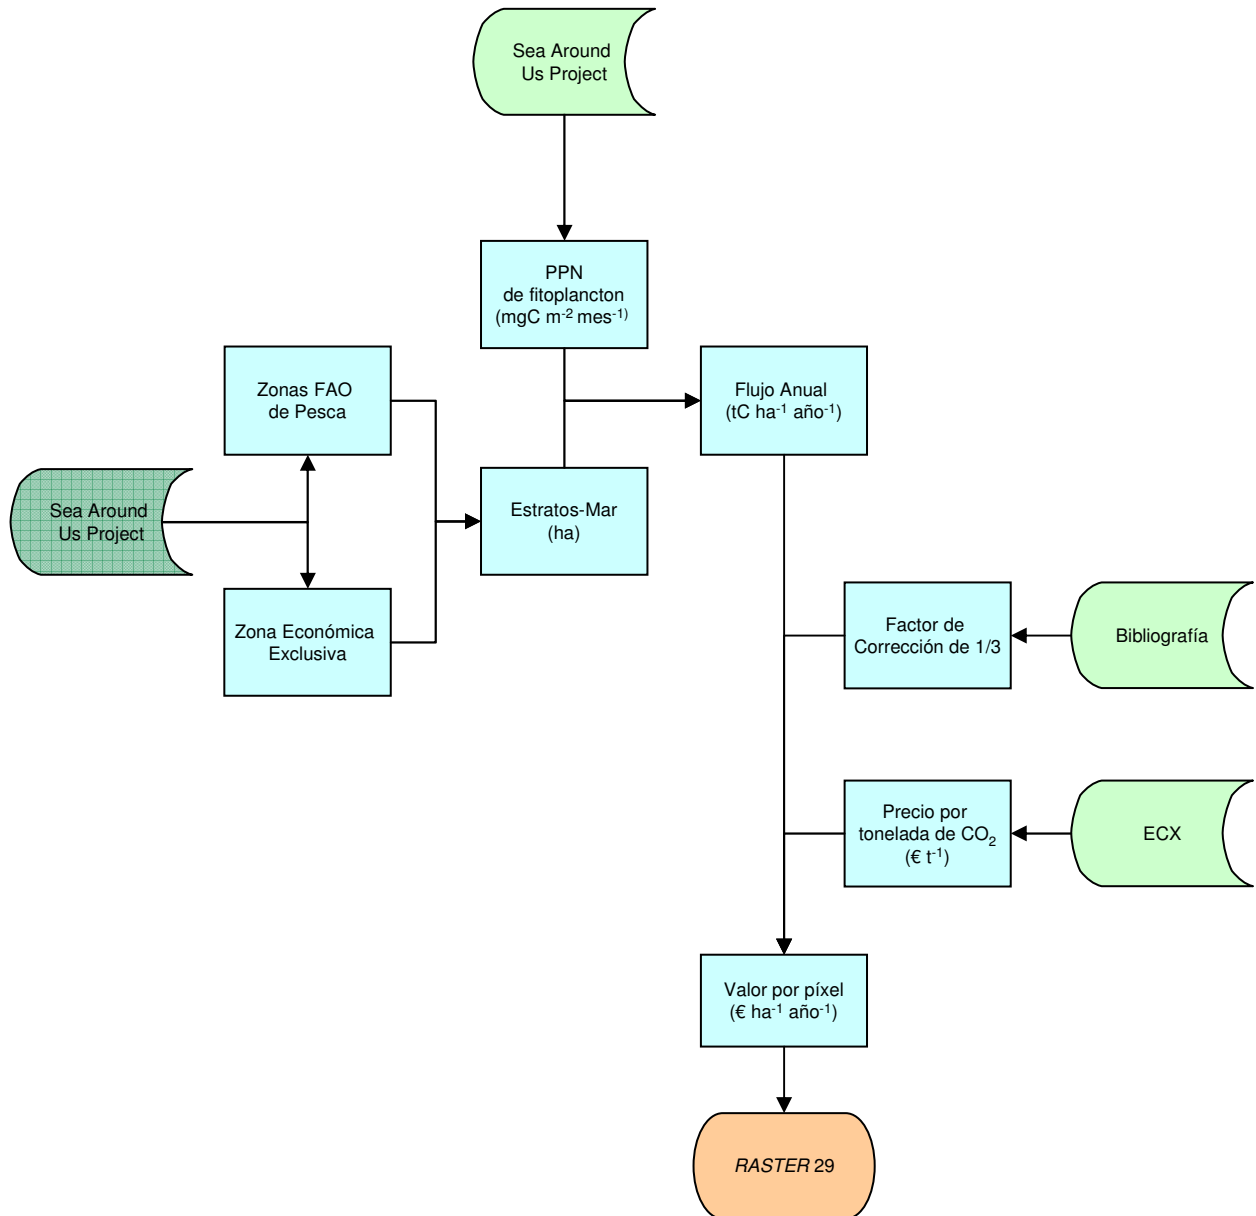 Sea Around
Us Project
PPN
de fitoplancton
(mgC m⁻² mes⁻¹⁾
Zonas FAO
de Pesca
Flujo Anual
(tC ha⁻¹ año⁻¹)
Sea Around
Us Project
Estratos-Mar
(ha)
Zona Económica
Exclusiva
Factor de
Corrección de 1/3
Bibliografía
Precio por
tonelada de CO₂
(€ t⁻¹)
ECX
Valor por píxel
(€ ha⁻¹ año⁻¹)
RASTER 29